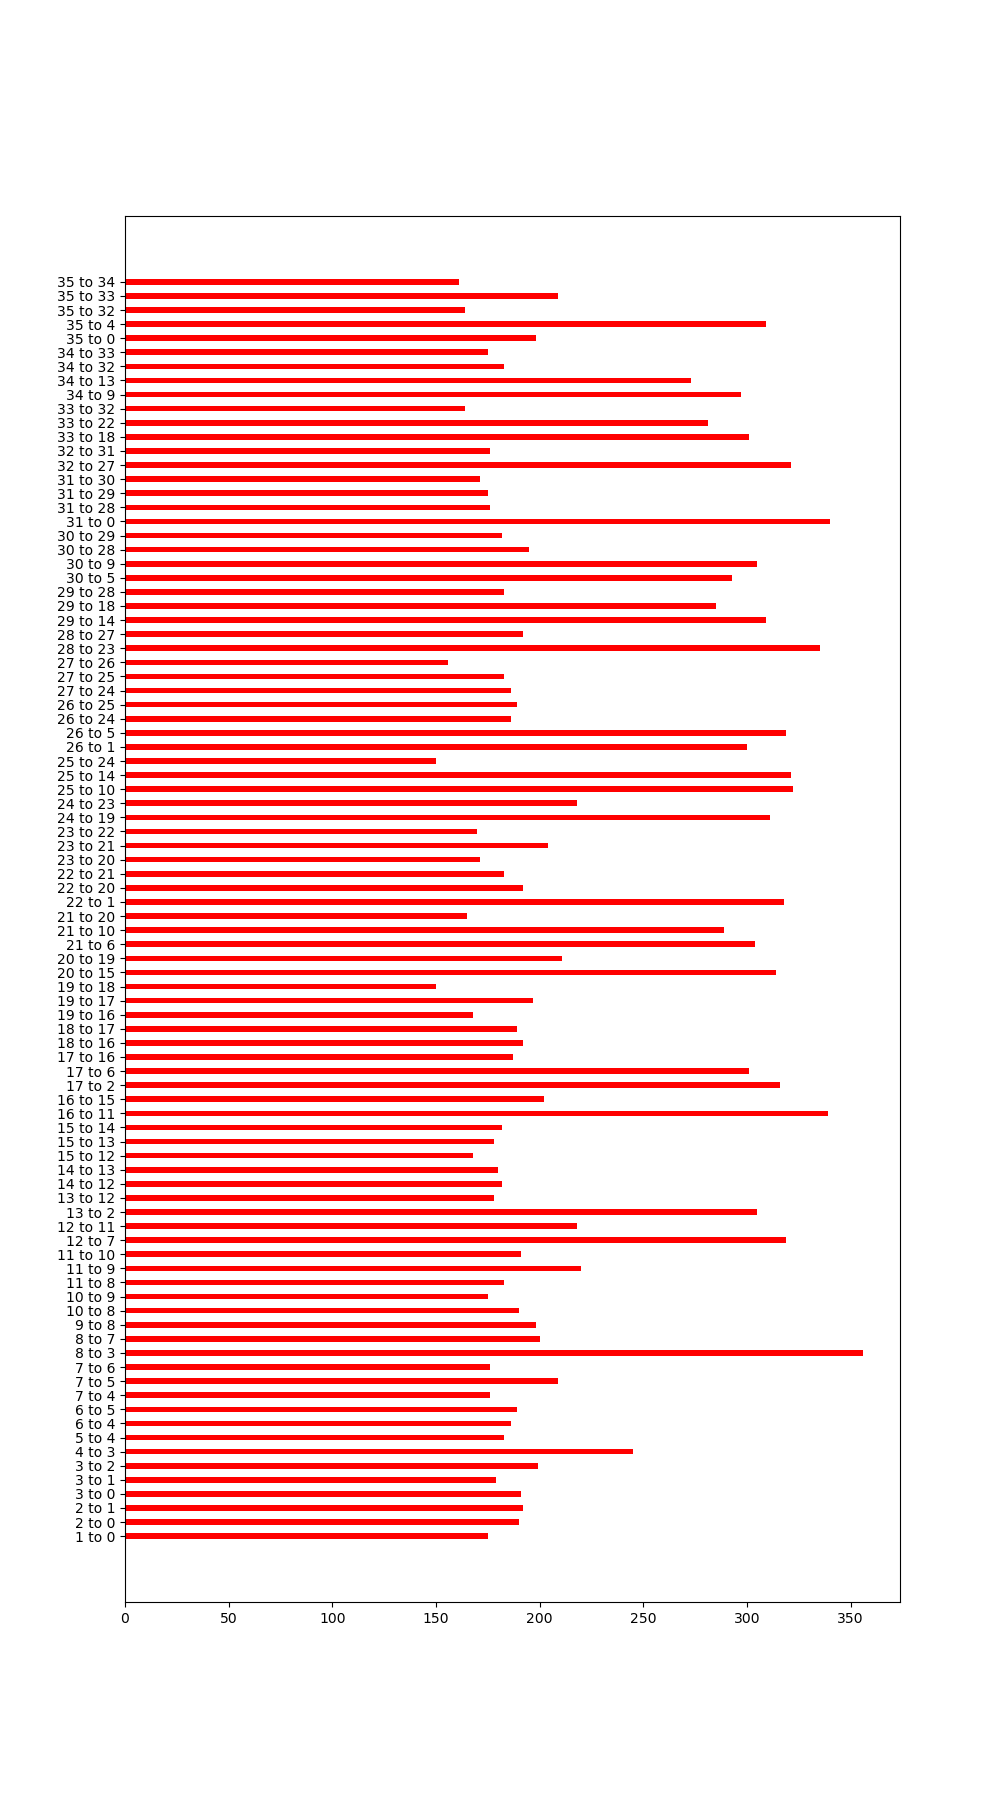 35 to 34
35 to 33
35 to 32
35 to 4
35 to 0
34 to 33
34 to 32
34 to 13
34 to 9
33 to 32
33 to 22
33 to 18
32 to 31
32 to 27
31 to 30
31 to 29
31 to 28
31 to 0
30 to 29
30 to 28
30 to 9
30 to 5
29 to 28
29 to 18
29 to 14
28 to 27
28 to 23
27 to 26
27 to 25
27 to 24
26 to 25
26 to 24
26 to 5
26 to 1
25 to 24
25 to 14
25 to 10
24 to 23
24 to 19
23 to 22
23 to 21
23 to 20
22 to 21
22 to 20
22 to 1
21 to 20
21 to 10
21 to 6
20 to 19
20 to 15
19 to 18
19 to 17
19 to 16
18 to 17
18 to 16
17 to 16
17 to 6
17 to 2
16 to 15
16 to 11
15 to 14
15 to 13
15 to 12
14 to 13
14 to 12
13 to 12
13 to 2
12 to 11
12 to 7
11 to 10
11 to 9
11 to 8
10 to 9
10 to 8
9 to 8
8 to 7
8 to 3
7 to 6
7 to 5
7 to 4
6 to 5
6 to 4
5 to 4
4 to 3
3 to 2
3 to 1
3 to 0
2 to 1
2 to 0
1 to 0
0 50 100 150 200 250 300 350